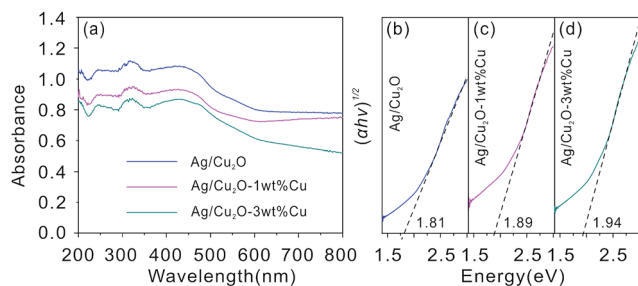 (a)
1.4
1.2
1.0
0.8
0.6
0.4
0.2
0.0
Absorbance
Ag/Cu₂O
Ag/Cu₂O-1wt%Cu
Ag/Cu₂O-3wt%Cu
200 300 400 500 600 700 800
Wavelength(nm)
(αhv)¹ᐟ²
(b)
Ag/Cu₂O
1.81
(c)
Ag/Cu₂O-1wt%Cu
1.89
(d)
Ag/Cu₂O-3wt%Cu
1.94
1.5 2.5 1.5 2.5 1.5 2.5
Energy(eV)